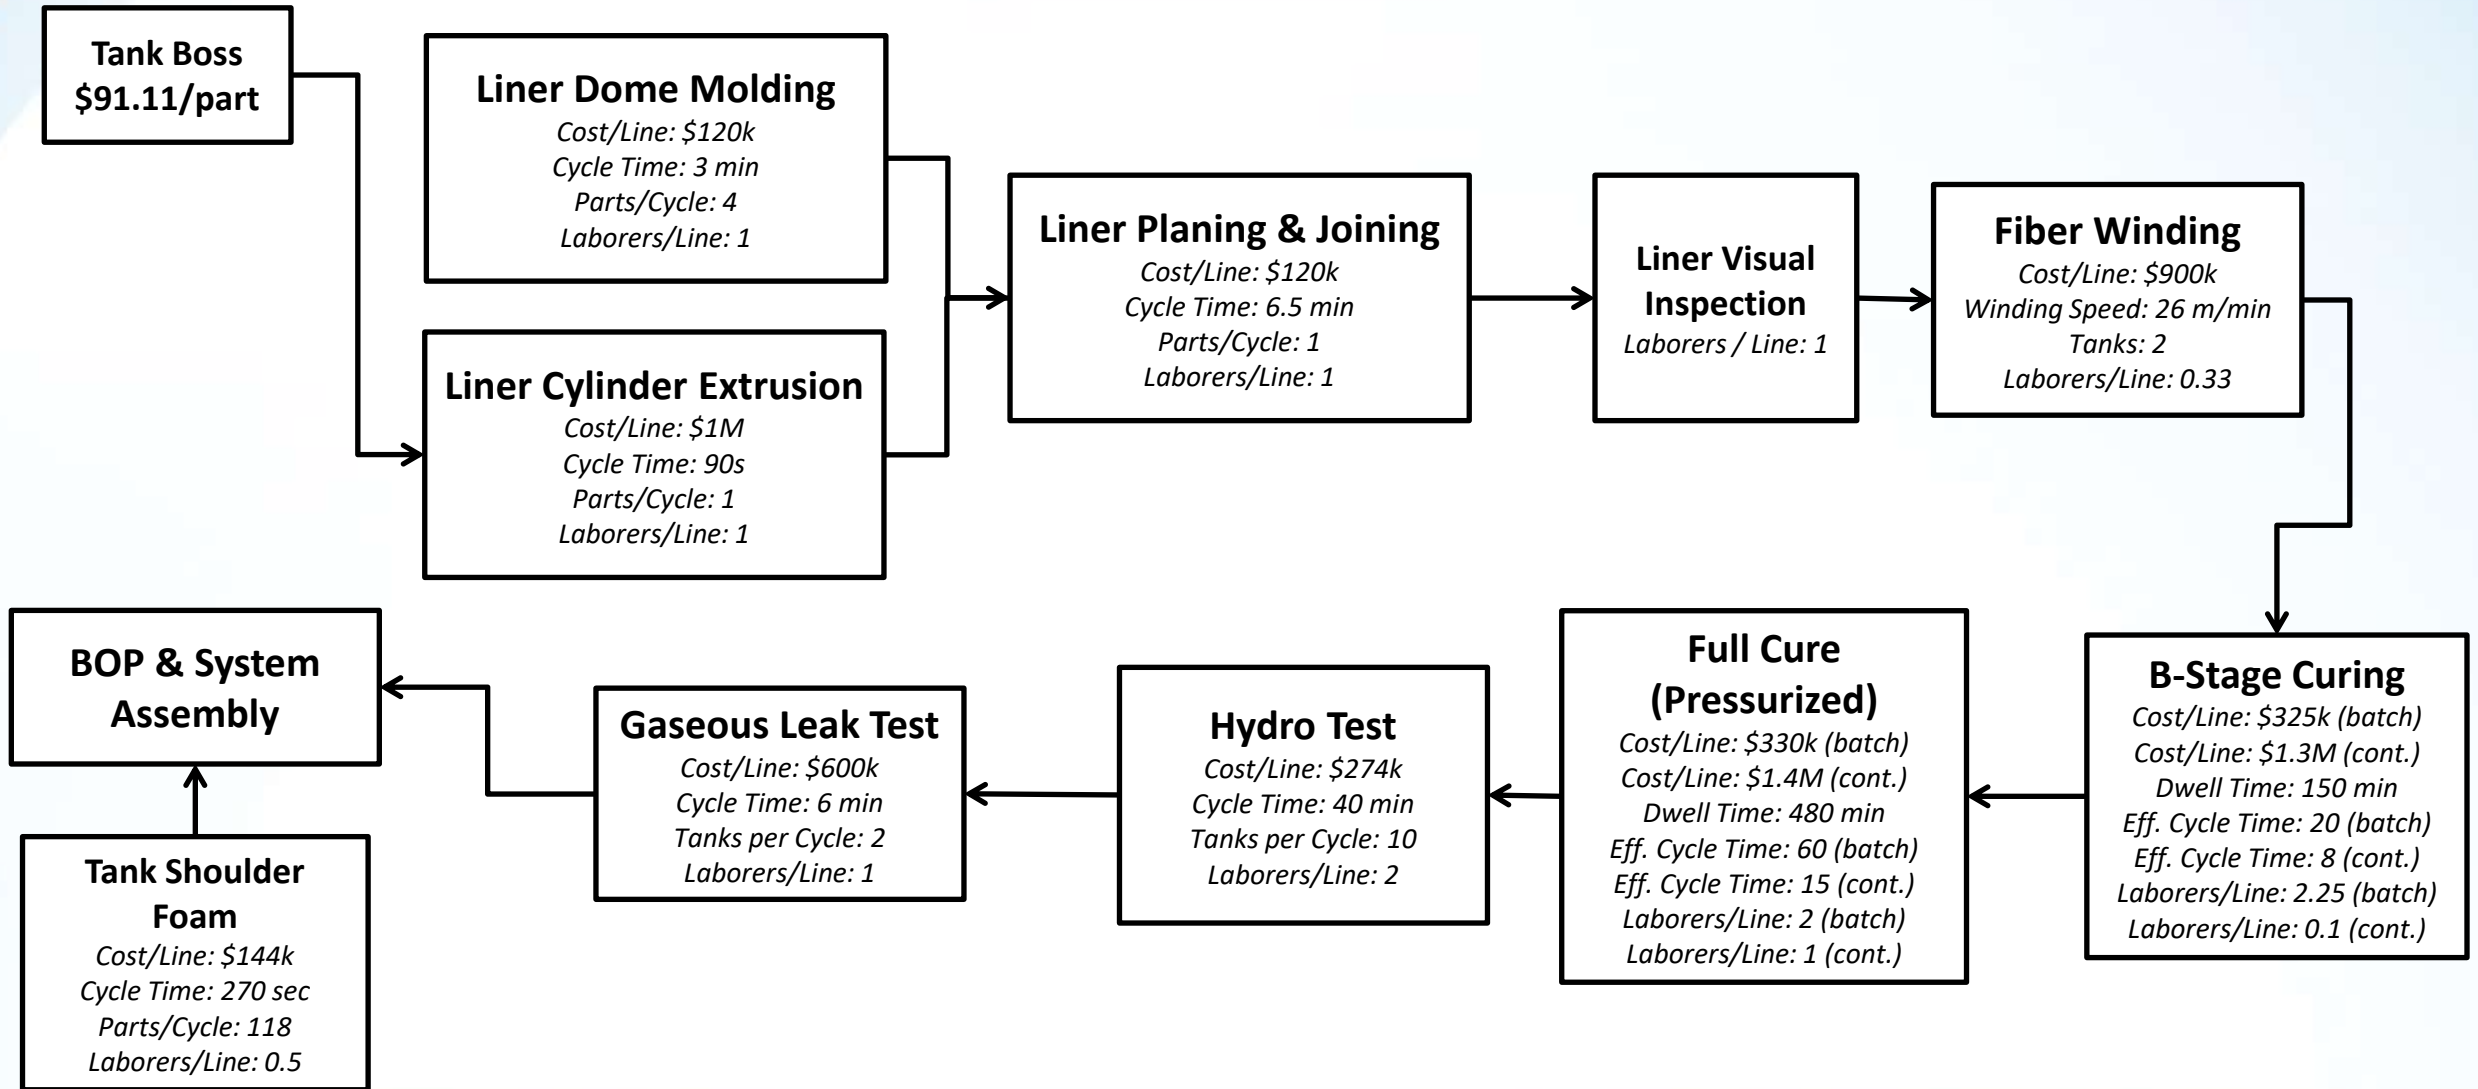 Tank Boss
$91.11/part
Liner Dome Molding
Cost/Line: $120k
Cycle Time: 3 min
Parts/Cycle: 4
Laborers/Line: 1
Liner Cylinder Extrusion
Cost/Line: $1M
Cycle Time: 90s
Parts/Cycle: 1
Laborers/Line: 1
Liner Planing & Joining
Cost/Line: $120k
Cycle Time: 6.5 min
Parts/Cycle: 1
Laborers/Line: 1
Liner Visual
Inspection
Laborers / Line: 1
Fiber Winding
Cost/Line: $900k
Winding Speed: 26 m/min
Tanks: 2
Laborers/Line: 0.33
B-Stage Curing
Cost/Line: $325k (batch)
Cost/Line: $1.3M (cont.)
Dwell Time: 150 min
Eff. Cycle Time: 20 (batch)
Eff. Cycle Time: 8 (cont.)
Laborers/Line: 2.25 (batch)
Laborers/Line: 0.1 (cont.)
Full Cure
(Pressurized)
Cost/Line: $330k (batch)
Cost/Line: $1.4M (cont.)
Dwell Time: 480 min
Eff. Cycle Time: 60 (batch)
Eff. Cycle Time: 15 (cont.)
Laborers/Line: 2 (batch)
Laborers/Line: 1 (cont.)
Hydro Test
Cost/Line: $274k
Cycle Time: 40 min
Tanks per Cycle: 10
Laborers/Line: 2
Gaseous Leak Test
Cost/Line: $600k
Cycle Time: 6 min
Tanks per Cycle: 2
Laborers/Line: 1
BOP & System
Assembly
Tank Shoulder
Foam
Cost/Line: $144k
Cycle Time: 270 sec
Parts/Cycle: 118
Laborers/Line: 0.5